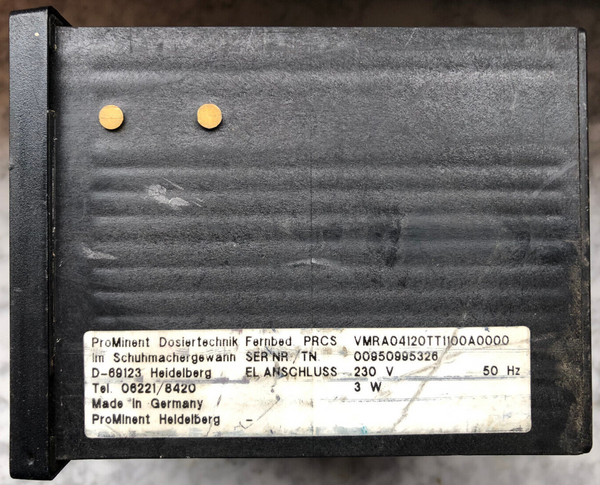 ProMinent Dosiertechnik Fernbed PRCS VMRA04120TT1100A0000
Im Schuhmachergewann SER NR./TN. 00950995326
D-69123 Heidelberg EL ANSCHLUSS 230 V 50 Hz
Tel. 06221/8420 3 W
Made in Germany
ProMinent Heidelberg -